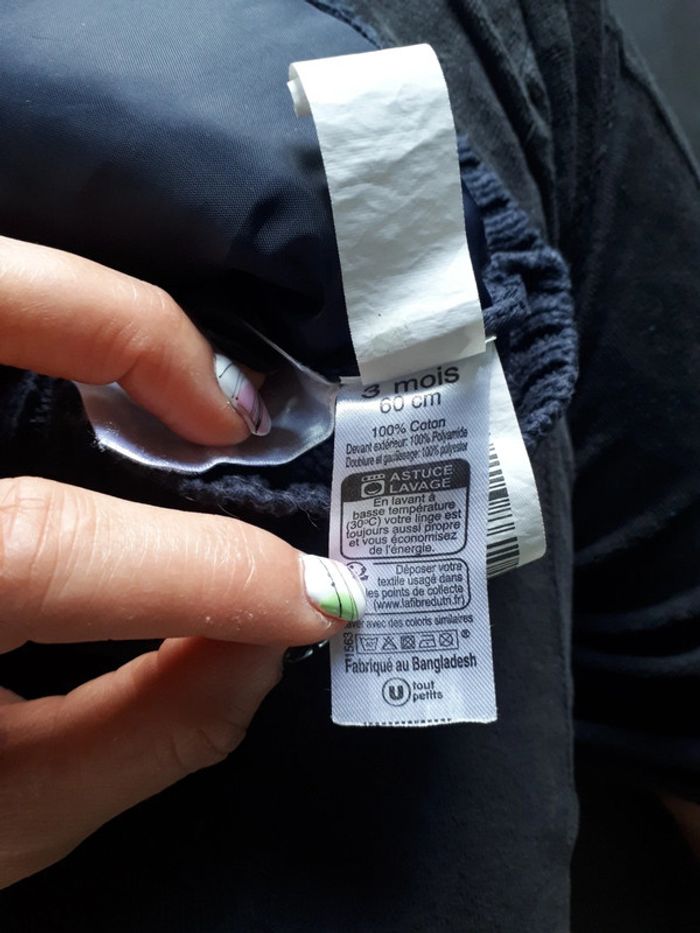 3 mois
60 cm
100% Coton
Devant extérieur: 100% Polyamide
Doublure et gautissage: 100% polyester
ASTUCE
LAVAGE
En lavant à
basse température
(30°C) votre linge est
toujours aussi propre
et vous économisez
de l'énergie.
Déposer votre
textile usagé dans
les points de collecte
(www.lafibredutri.fr)
aver avec des coloris similaires
Fabriqué au Bangladesh
U tout
petits